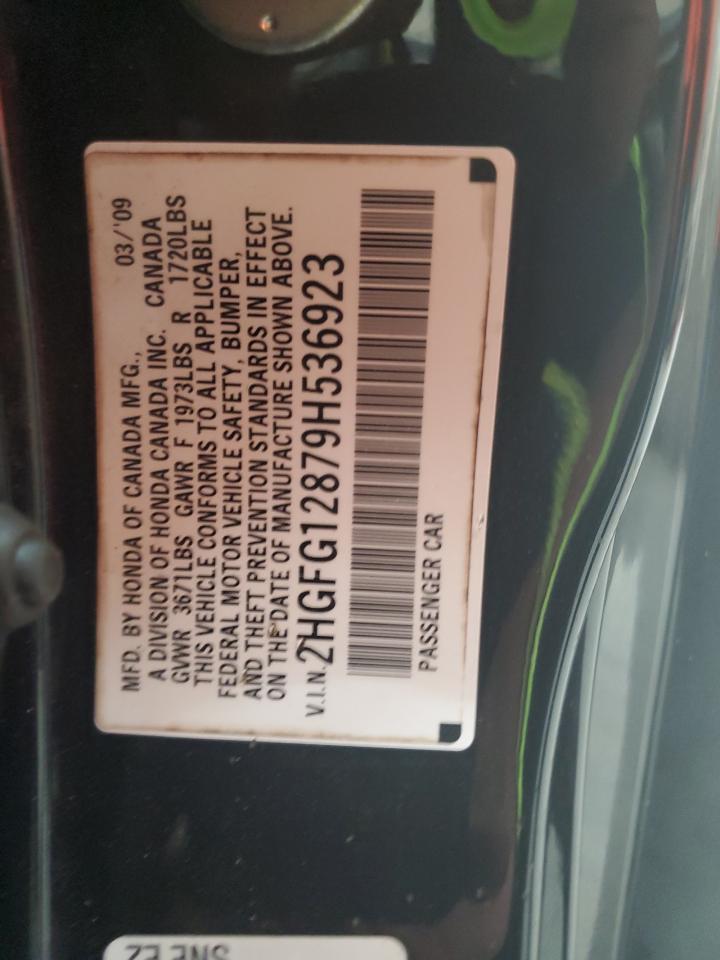 MFD. BY HONDA OF CANADA MFG., 03/'09
A DIVISION OF HONDA CANADA INC. CANADA
GVWR 3671LBS GAWR F 1973LBS R 1720LBS
THIS VEHICLE CONFORMS TO ALL APPLICABLE
FEDERAL MOTOR VEHICLE SAFETY, BUMPER,
AND THEFT PREVENTION STANDARDS IN EFFECT
ON THE DATE OF MANUFACTURE SHOWN ABOVE.
V.I.N. 2HGFG12879H536923
PASSENGER CAR